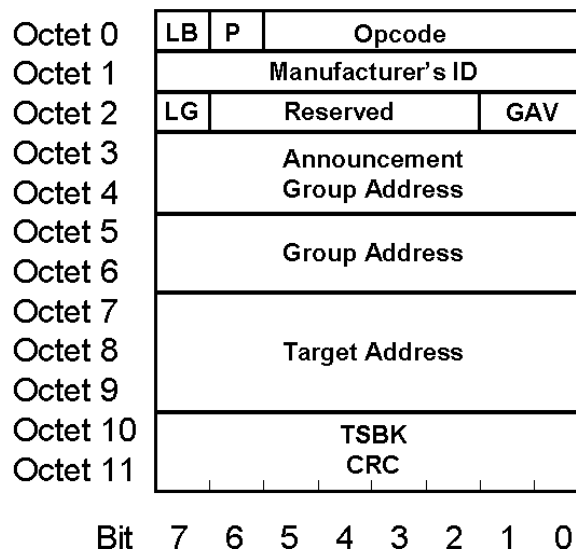 Octet 0 LB P Opcode
Octet 1 Manufacturer's ID
Octet 2 LG Reserved GAV
Octet 3 Announcement
Octet 4 Group Address
Octet 5
Group Address
Octet 6
Octet 7
Octet 8 Target Address
Octet 9
Octet 10 TSBK
Octet 11 CRC
Bit 7 6 5 4 3 2 1 0